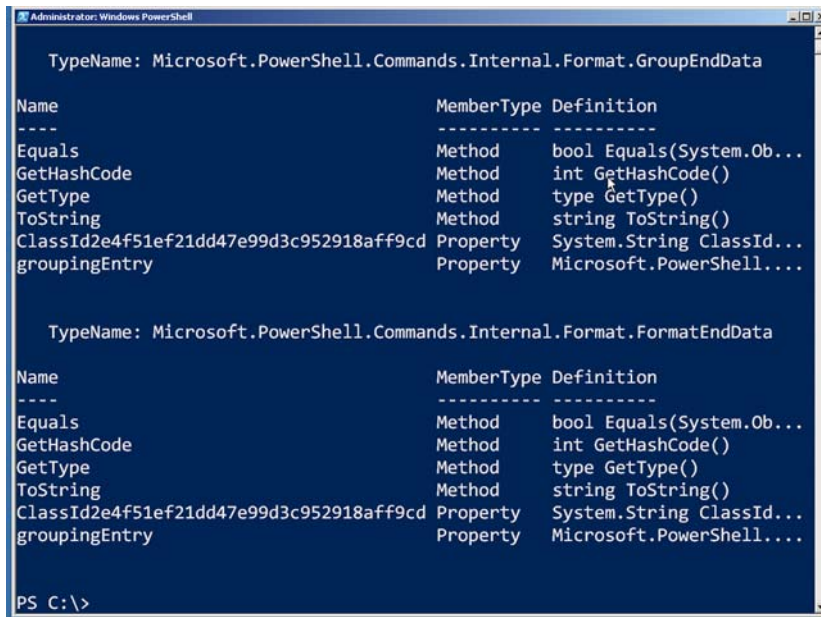 Administrator: Windows PowerShell
TypeName: Microsoft.PowerShell.Commands.Internal.Format.GroupEndData
Name MemberType Definition
---- ---------- ----------
Equals Method bool Equals(System.Ob...
GetHashCode Method int GetHashCode()
GetType Method type GetType()
ToString Method string ToString()
ClassId2e4f51ef21dd47e99d3c952918aff9cd Property System.String ClassId...
groupingEntry Property Microsoft.PowerShell....
TypeName: Microsoft.PowerShell.Commands.Internal.Format.FormatEndData
Name MemberType Definition
---- ---------- ----------
Equals Method bool Equals(System.Ob...
GetHashCode Method int GetHashCode()
GetType Method type GetType()
ToString Method string ToString()
ClassId2e4f51ef21dd47e99d3c952918aff9cd Property System.String ClassId...
groupingEntry Property Microsoft.PowerShell....
PS C:\>